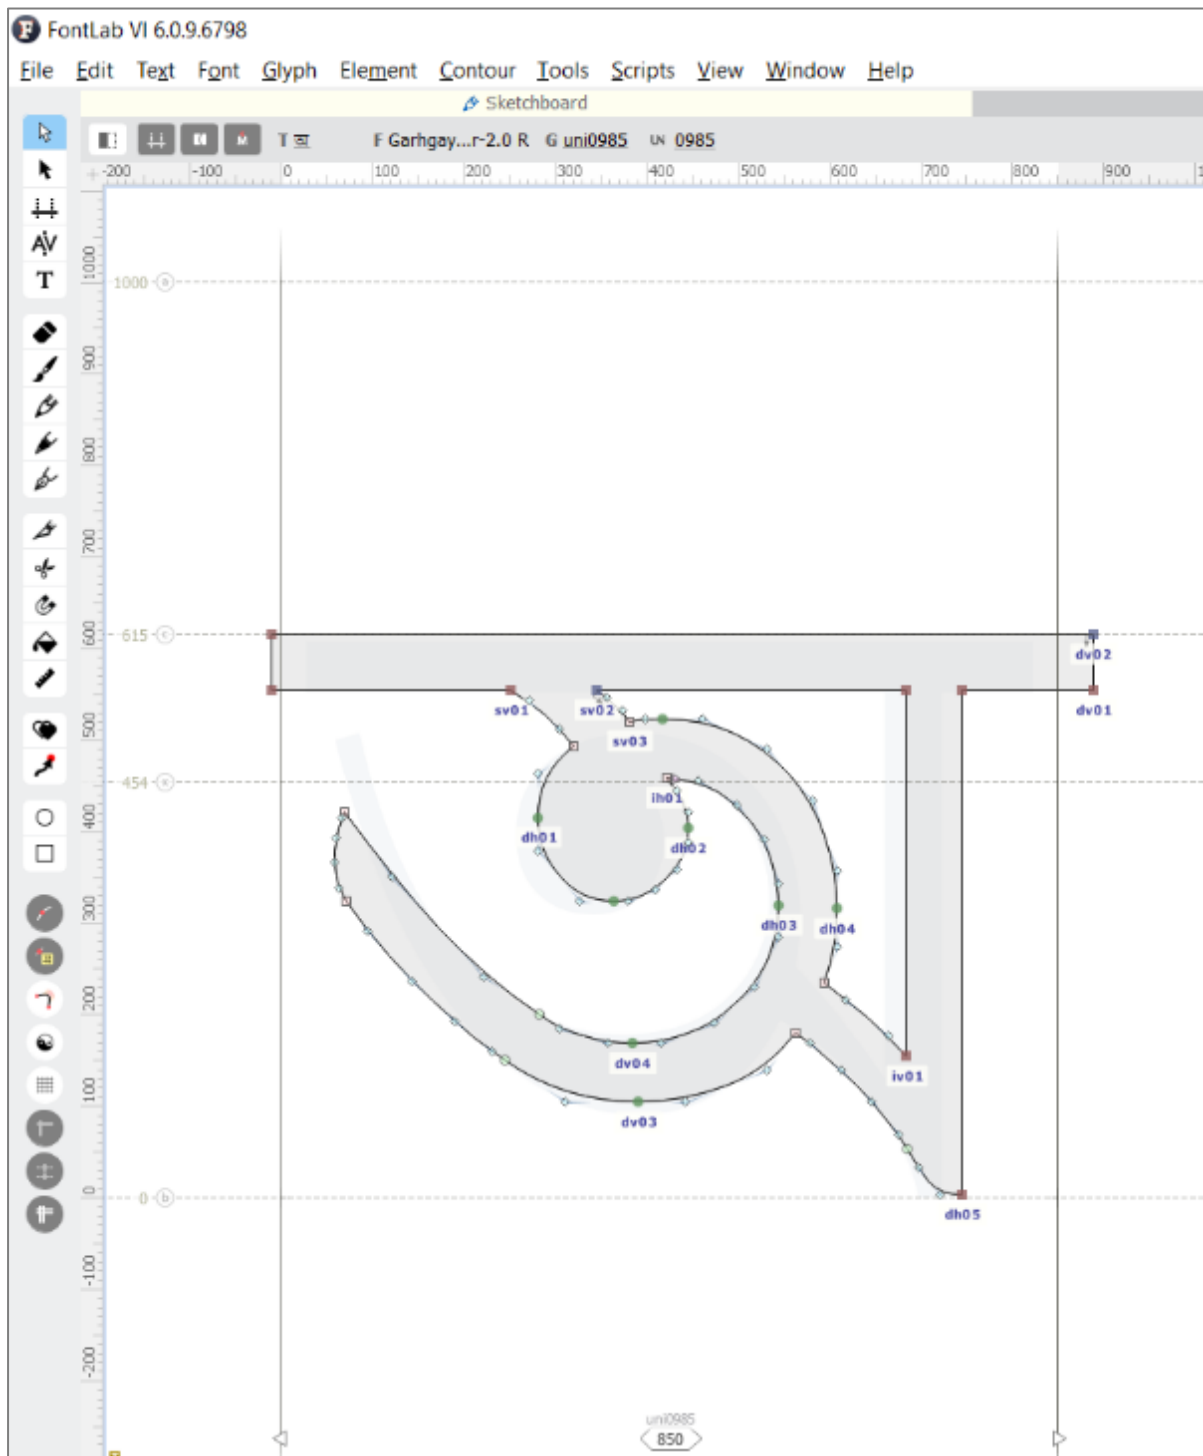 FontLab VI 6.0.9.6798
File Edit Text Font Glyph Element Contour Tools Scripts View Window Help
Sketchboard
T অ F Garhgay...r-2.0 R G uni0985 UN 0985
-200 -100 0 100 200 300 400 500 600 700 800 900
1000
1000
900
800
700
600
615
dv02
sv01 sv02 dv01
500
sv03
454
ih01
400
dh01 dh02
300
dh03 dh04
200
dv04 iv01
100
dv03
0
0
dh05
-100
-200
uni0985
850